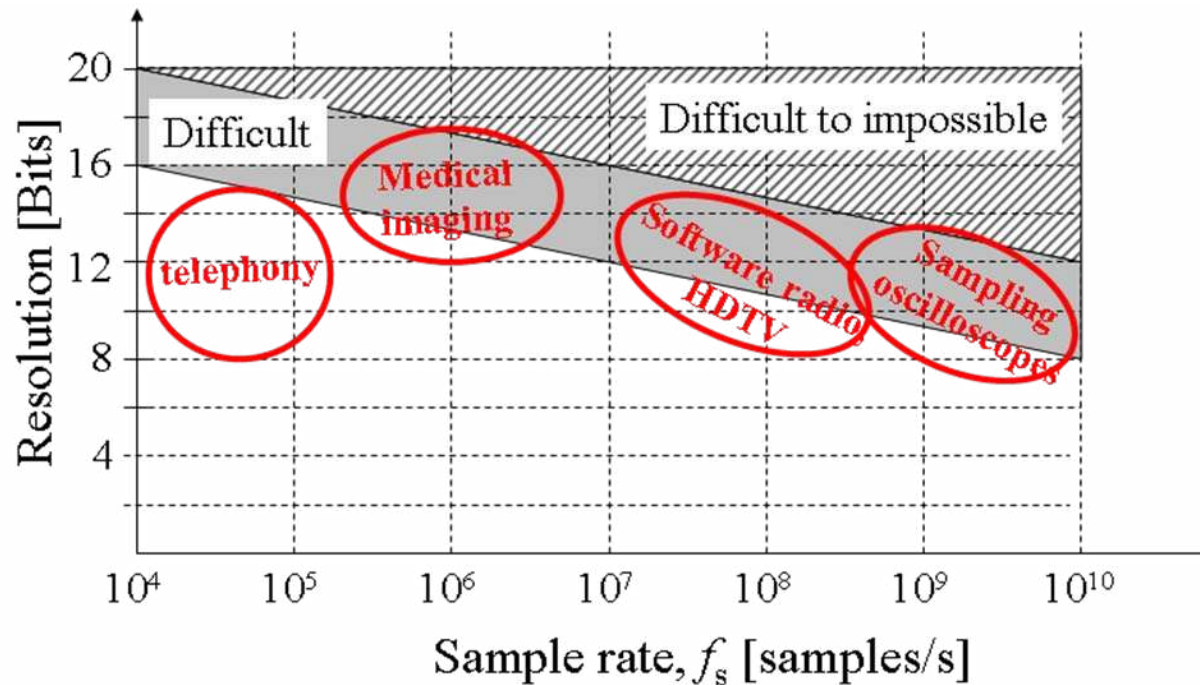 20
16
12
8
4
Resolution [Bits]
Difficult
Difficult to impossible
Medical
imaging
telephony
Software radio
HDTV
Sampling
oscilloscopes
10⁴ 10⁵ 10⁶ 10⁷ 10⁸ 10⁹ 10¹⁰
Sample rate, fₛ [samples/s]